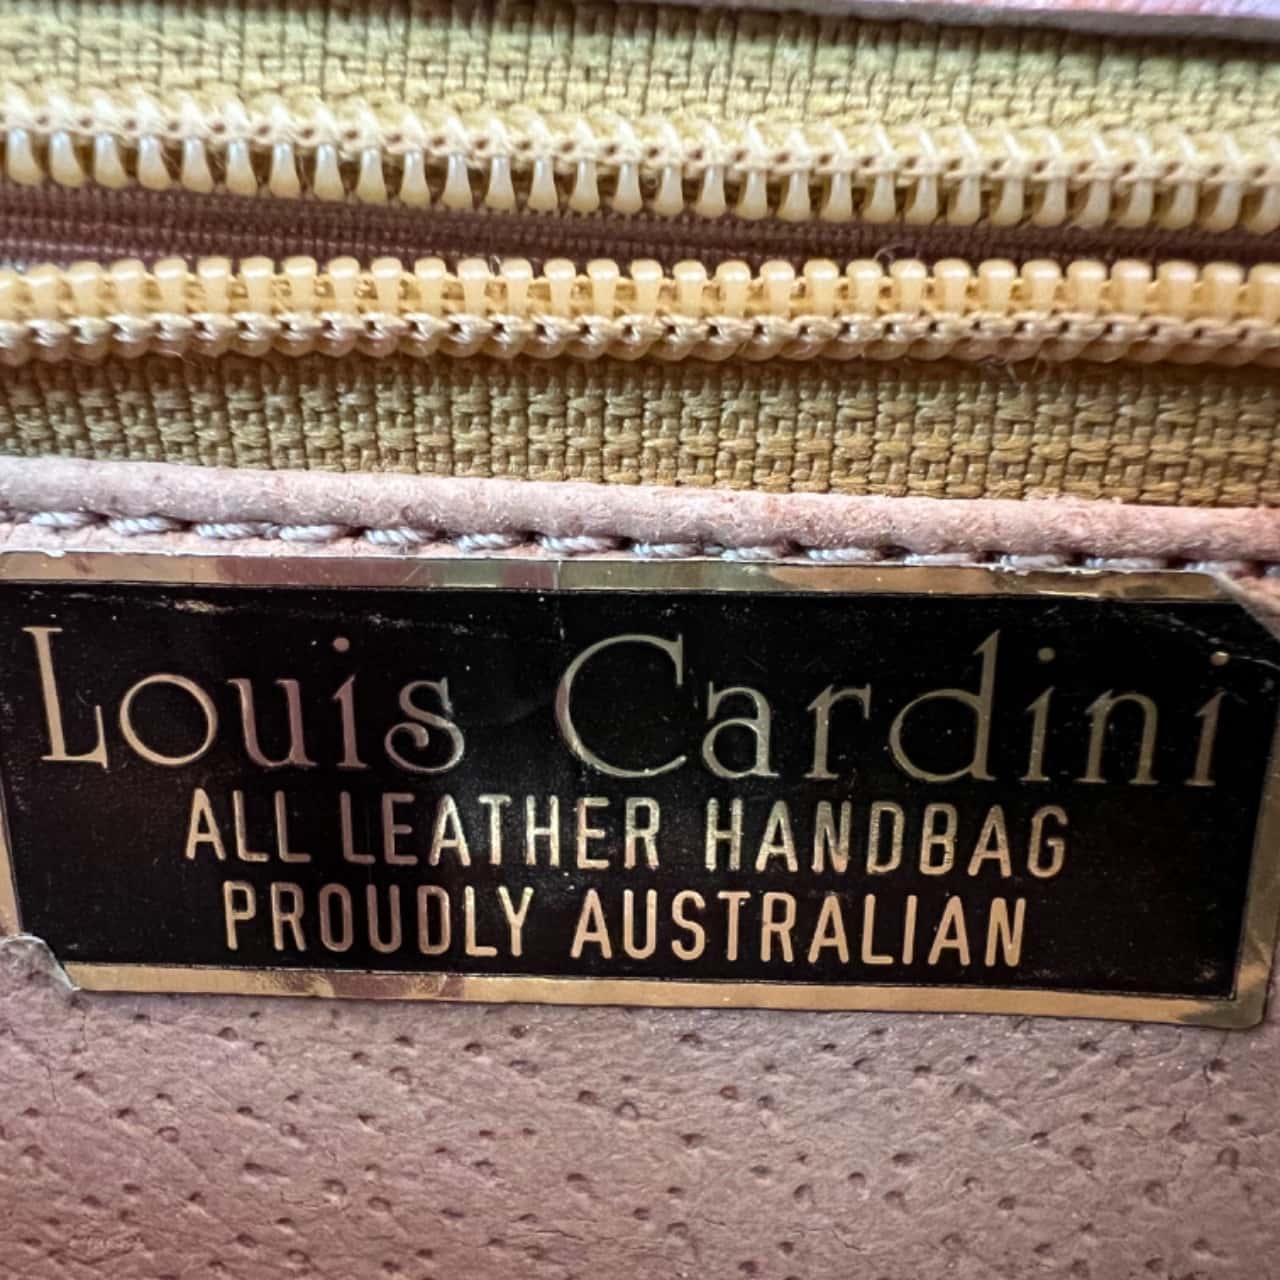 Louis Cardini
ALL LEATHER HANDBAG
PROUDLY AUSTRALIAN